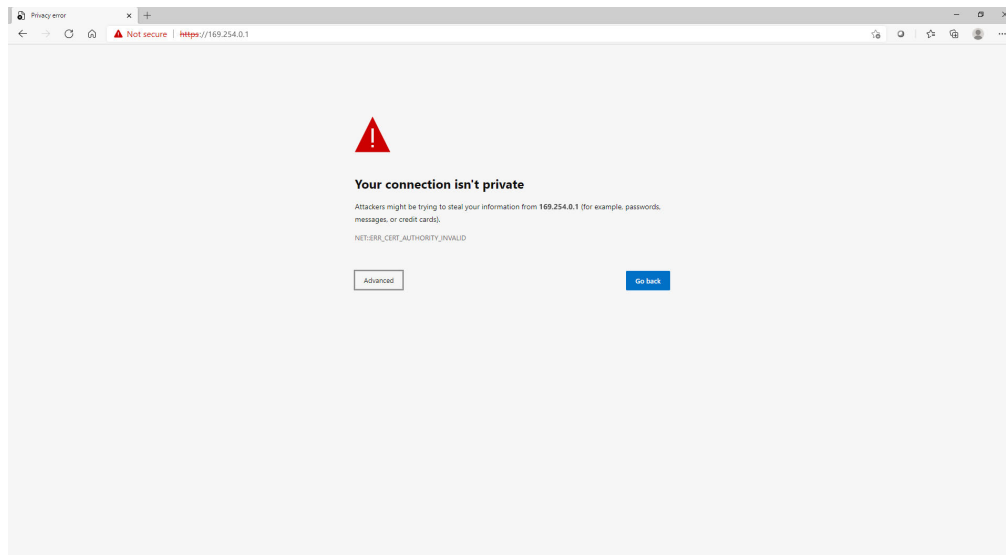 Privacy error
Not secure | https://169.254.0.1
Your connection isn't private
Attackers might be trying to steal your information from 169.254.0.1 (for example, passwords,
messages, or credit cards).
NET::ERR_CERT_AUTHORITY_INVALID
Advanced
Go back